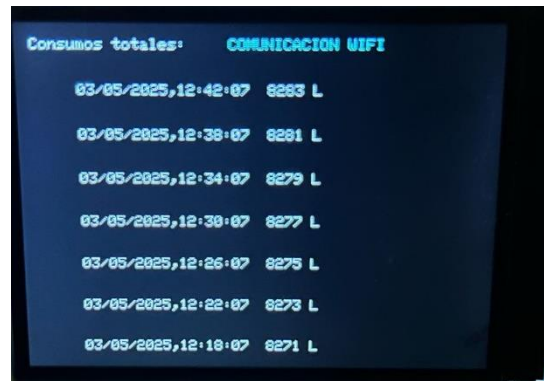 Consumos totales: COMUNICACION WIFI
03/05/2025,12:42:07 8283 L
03/05/2025,12:38:07 8281 L
03/05/2025,12:34:07 8279 L
03/05/2025,12:30:07 8277 L
03/05/2025,12:26:07 8275 L
03/05/2025,12:22:07 8273 L
03/05/2025,12:18:07 8271 L